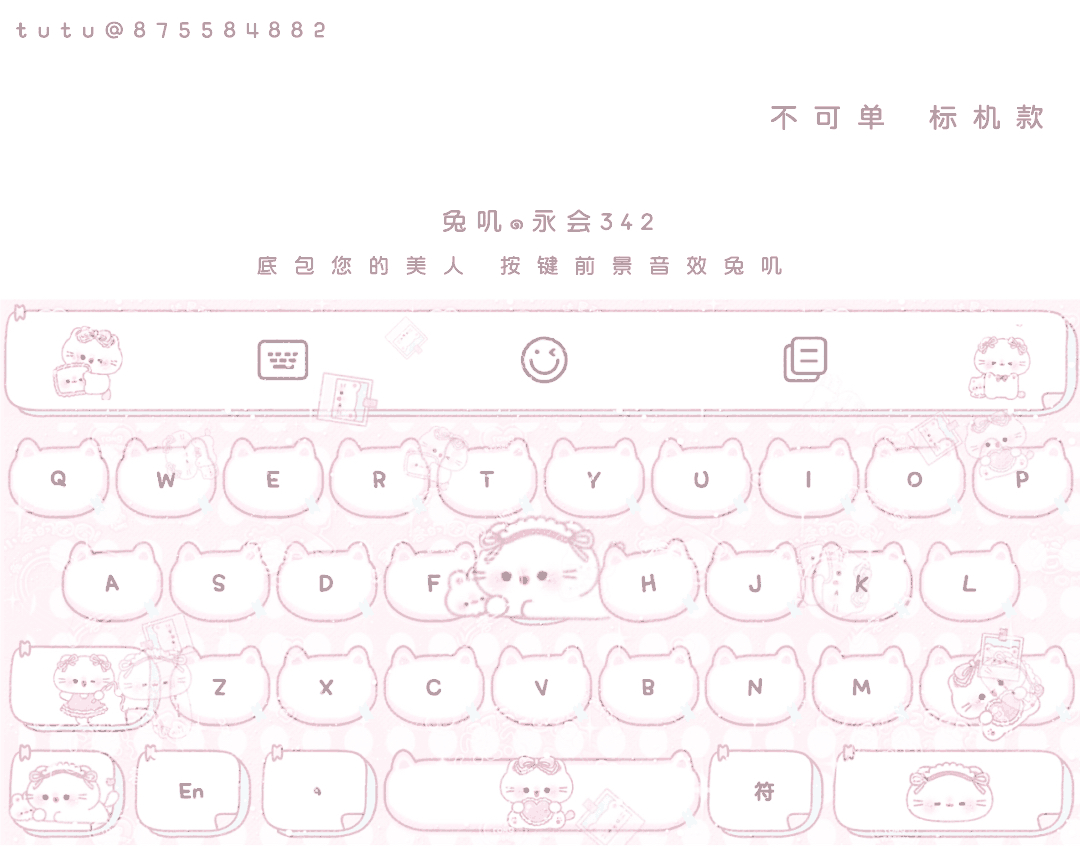 tutu@875584882
不可单 标机款
兔叽๑永会342
底包您的美人 按键前景音效兔叽
Q W E R T Y U I O P
A S D F H J K L
Z X C V B N M
En 符